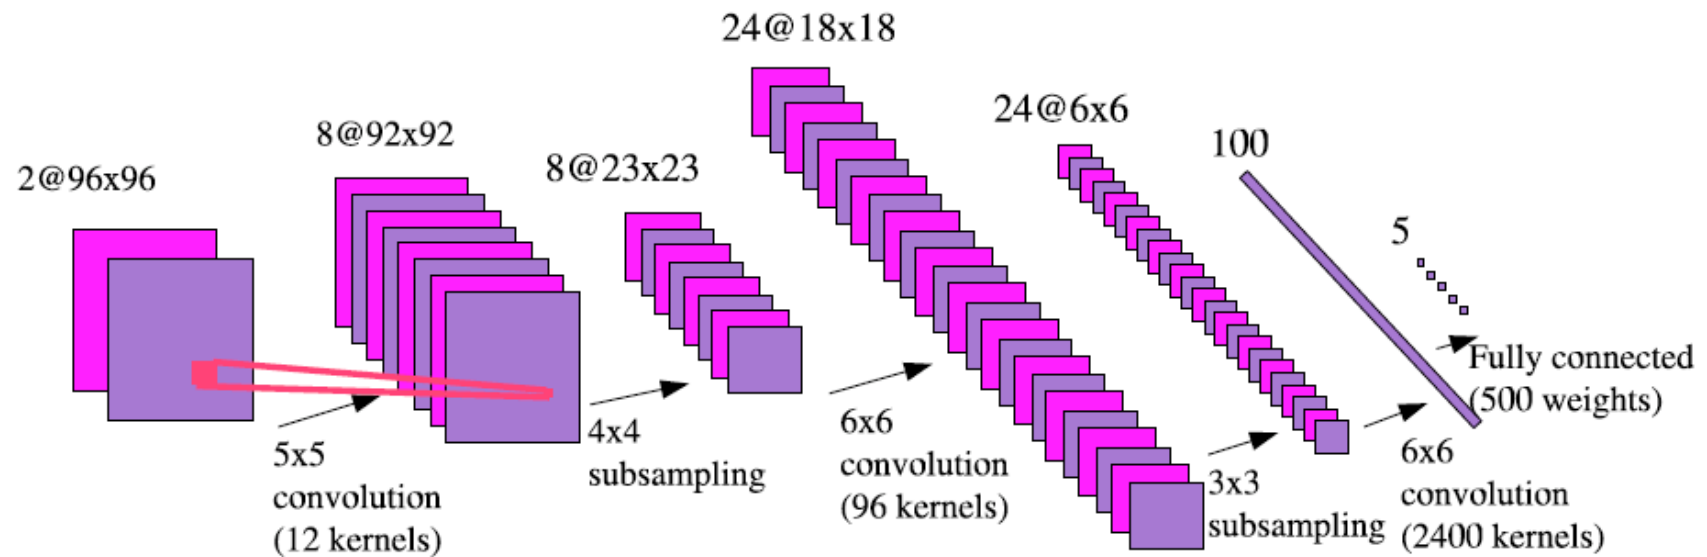 2@96x96
5x5
convolution
(12 kernels)
8@92x92
4x4
subsampling
8@23x23
6x6
convolution
(96 kernels)
24@18x18
3x3
subsampling
24@6x6
6x6
convolution
(2400 kernels)
100
Fully connected
(500 weights)
5